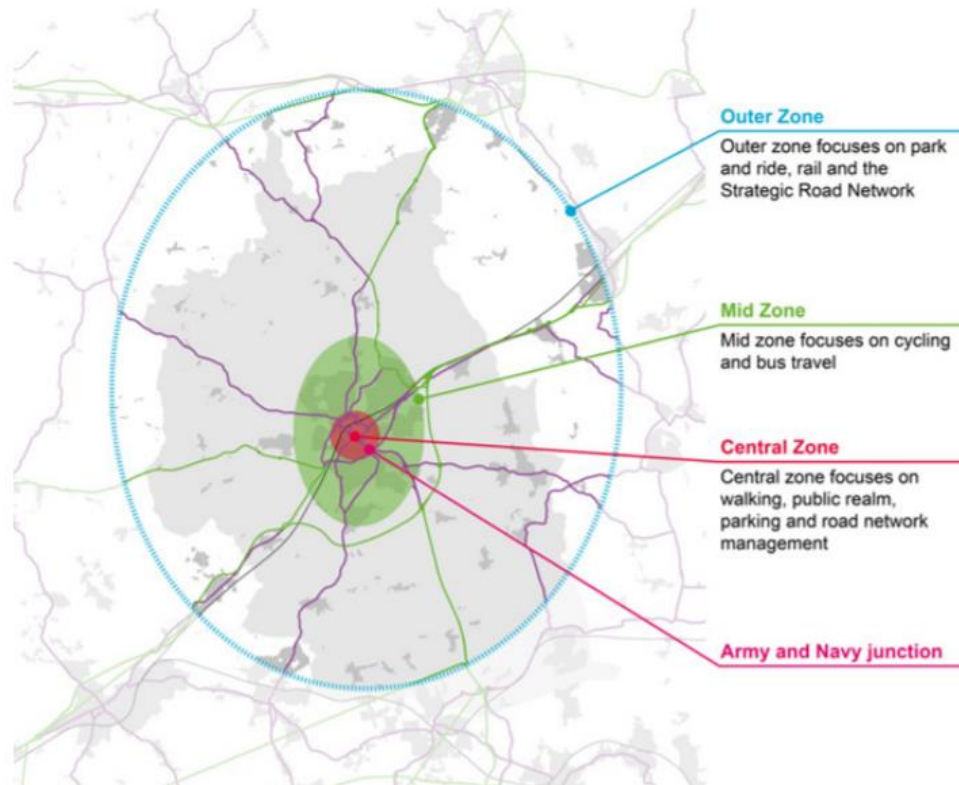 Outer Zone
Outer zone focuses on park
and ride, rail and the
Strategic Road Network
Mid Zone
Mid zone focuses on cycling
and bus travel
Central Zone
Central zone focuses on
walking, public realm,
parking and road network
management
Army and Navy junction